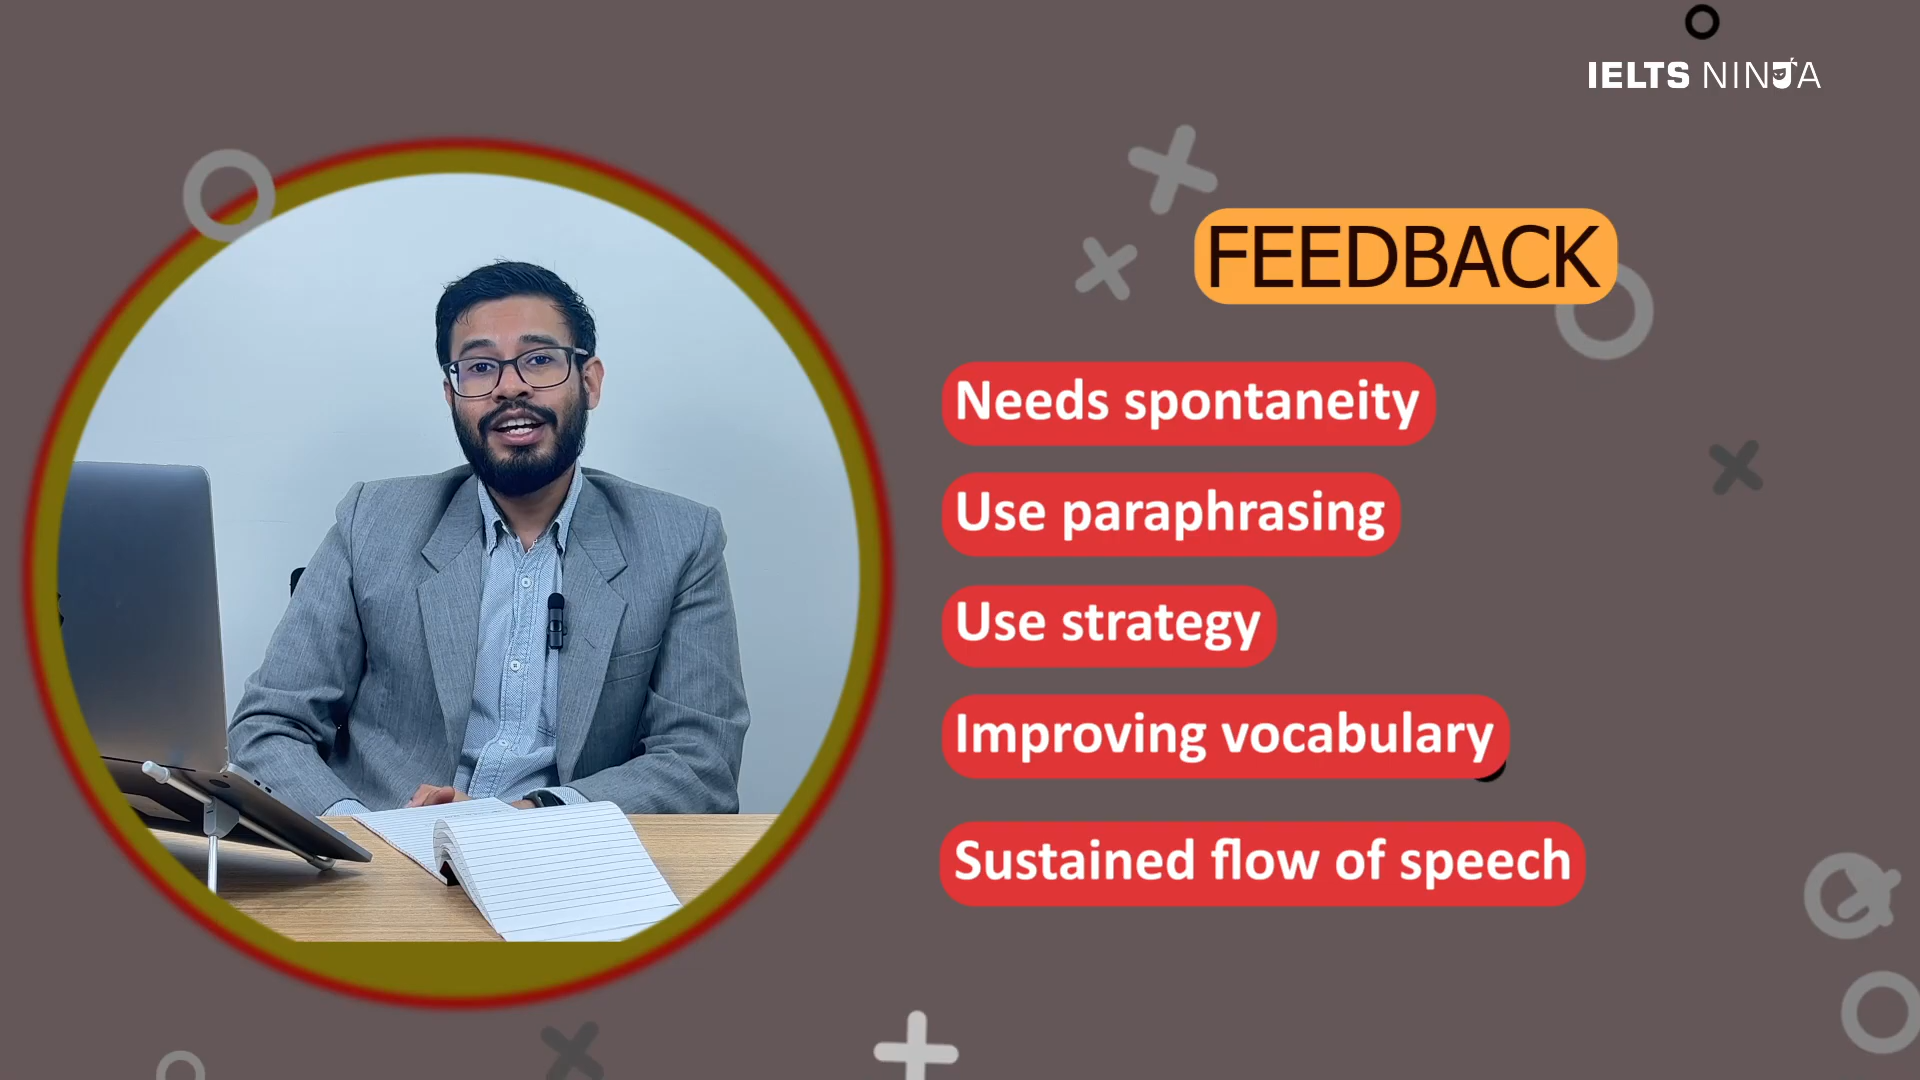 IELTS NINJA
FEEDBACK
Needs spontaneity
Use paraphrasing
Use strategy
Improving vocabulary
Sustained flow of speech